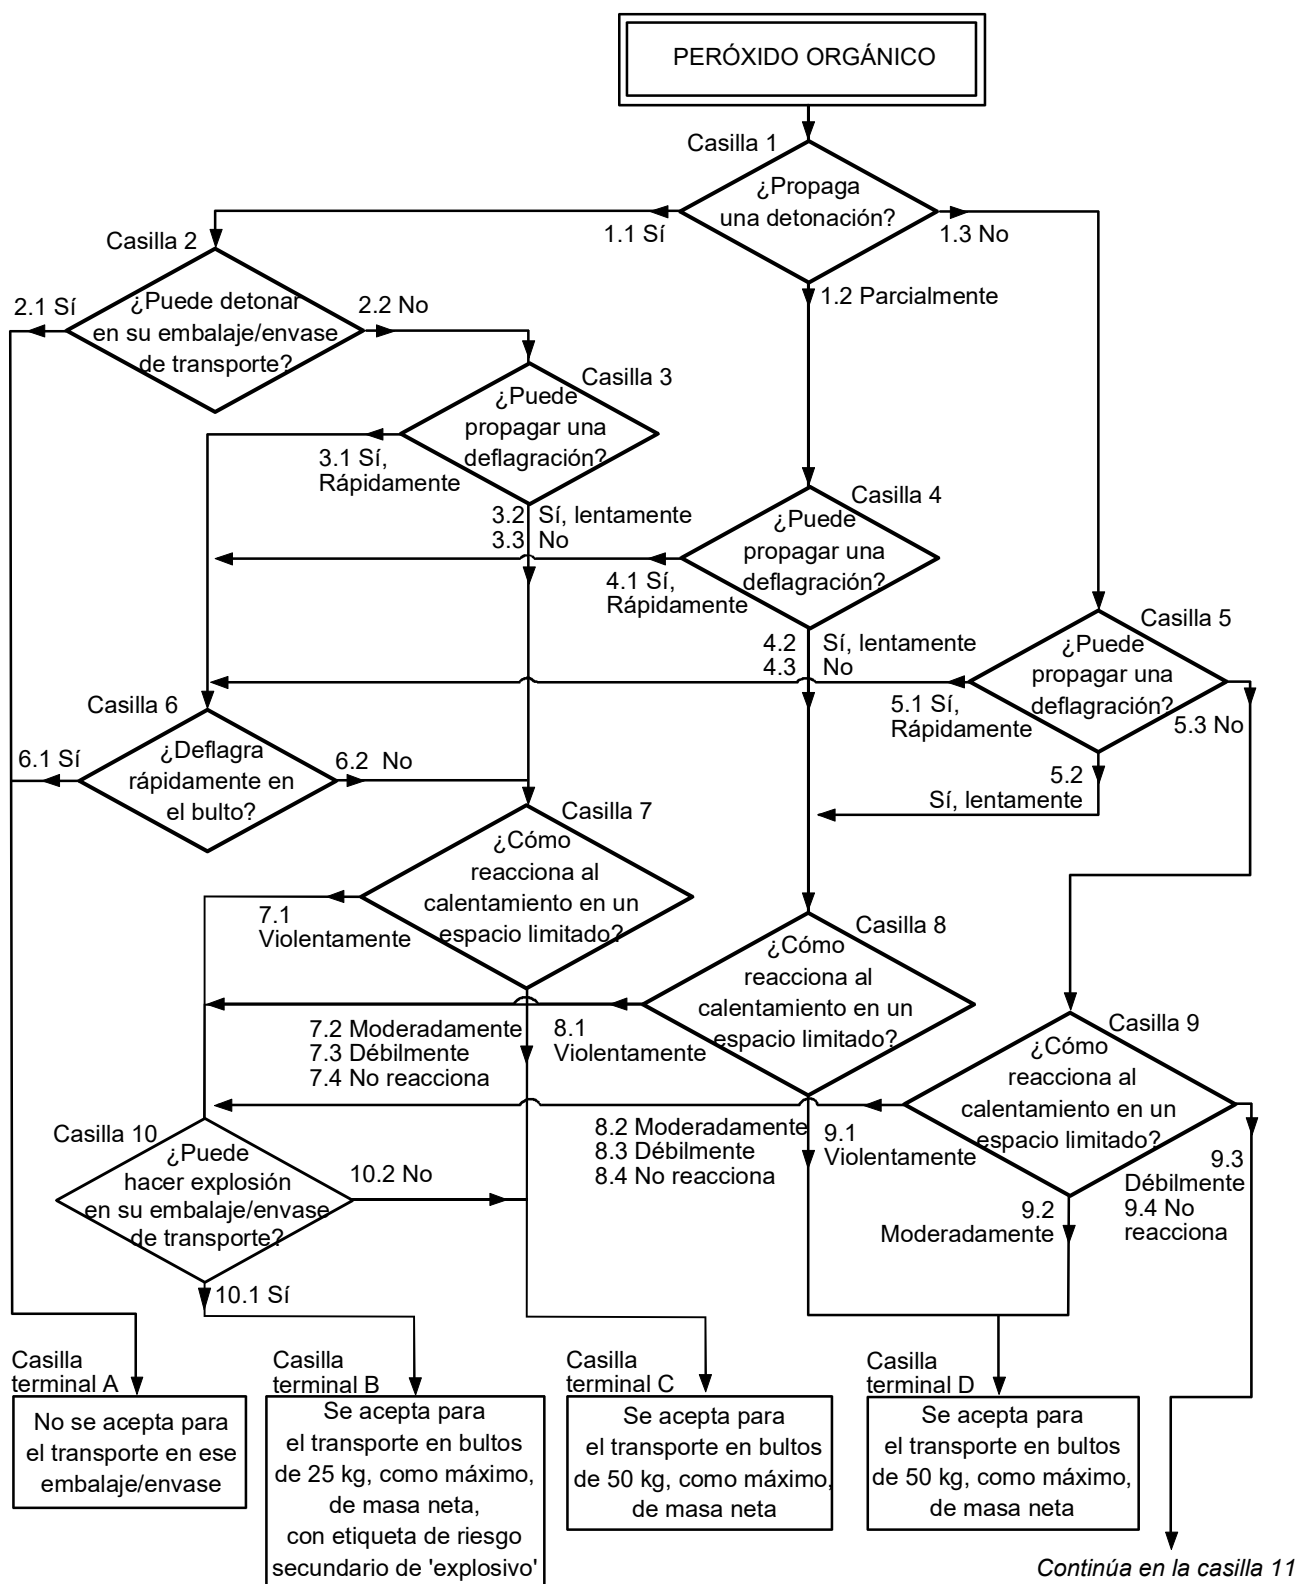 PERÓXIDO ORGÁNICO
Casilla 1
¿Propaga
una detonación?
1.1 Sí
1.3 No
1.2 Parcialmente
Casilla 2
¿Puede detonar
en su embalaje/envase
de transporte?
2.1 Sí
2.2 No
Casilla 3
¿Puede
propagar una
deflagración?
3.1 Sí,
Rápidamente
3.2 Sí, lentamente
3.3 No
Casilla 4
¿Puede
propagar una
deflagración?
4.1 Sí,
Rápidamente
4.2 Sí, lentamente
4.3 No
Casilla 5
¿Puede
propagar una
deflagración?
5.1 Sí,
Rápidamente
5.3 No
5.2
Sí, lentamente
Casilla 6
¿Deflagra
rápidamente en
el bulto?
6.1 Sí
6.2 No
Casilla 7
¿Cómo
reacciona al
calentamiento en un
espacio limitado?
7.1
Violentamente
7.2 Moderadamente
7.3 Débilmente
7.4 No reacciona
Casilla 8
¿Cómo
reacciona al
calentamiento en un
espacio limitado?
8.1
Violentamente
8.2 Moderadamente
8.3 Débilmente
8.4 No reacciona
Casilla 9
¿Cómo
reacciona al
calentamiento en un
espacio limitado?
9.1
Violentamente
9.2
Moderadamente
9.3
Débilmente
9.4 No
reacciona
Casilla 10
¿Puede
hacer explosión
en su embalaje/envase
de transporte?
10.2 No
10.1 Sí
Casilla
terminal A
No se acepta para
el transporte en ese
embalaje/envase
Casilla
terminal B
Se acepta para
el transporte en bultos
de 25 kg, como máximo,
de masa neta,
con etiqueta de riesgo
secundario de 'explosivo'
Casilla
terminal C
Se acepta para
el transporte en bultos
de 50 kg, como máximo,
de masa neta
Casilla
terminal D
Se acepta para
el transporte en bultos
de 50 kg, como máximo,
de masa neta
Continúa en la casilla 11